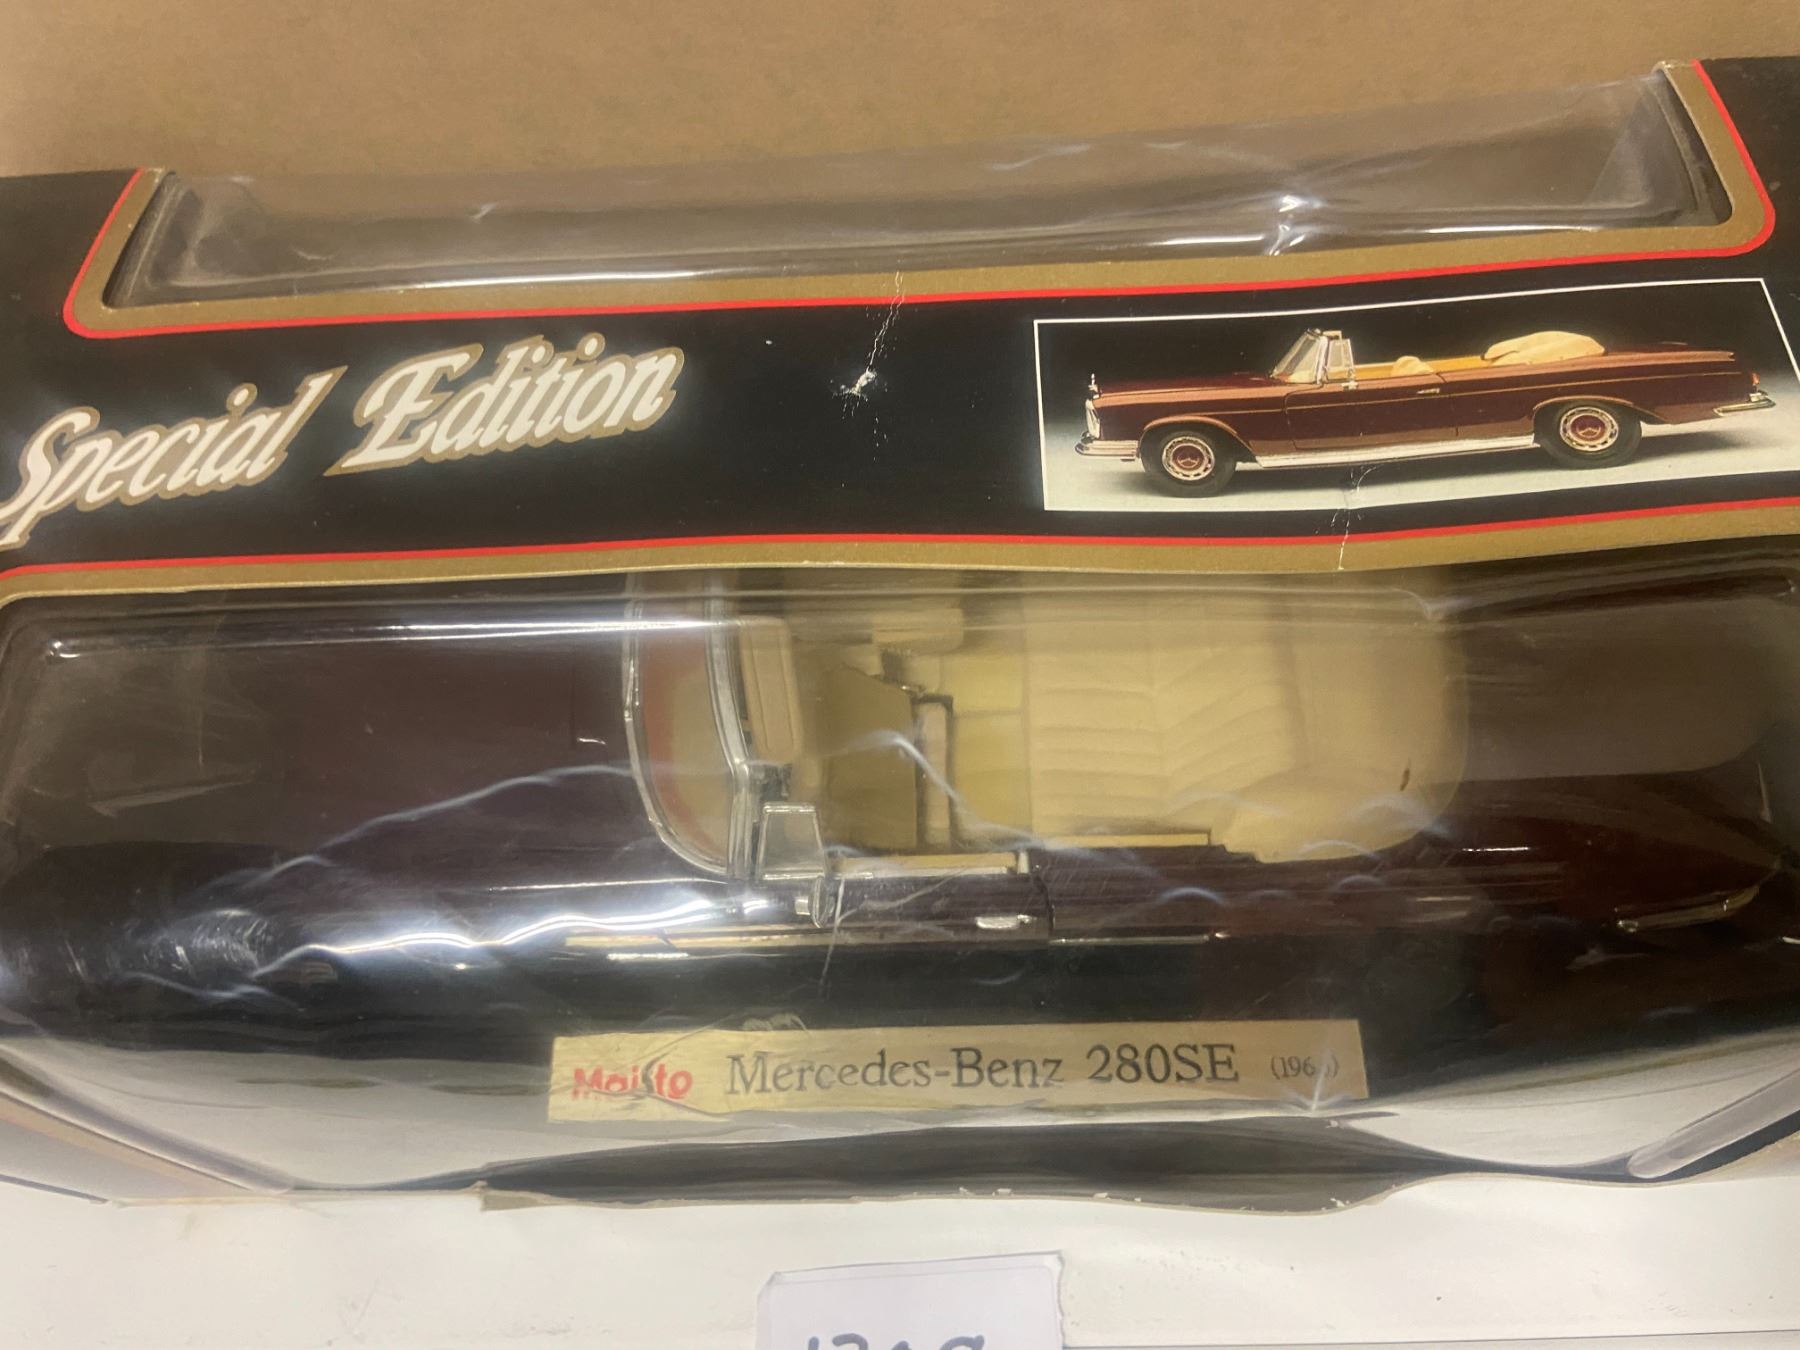 Special Edition
Maisto Mercedes-Benz 280SE